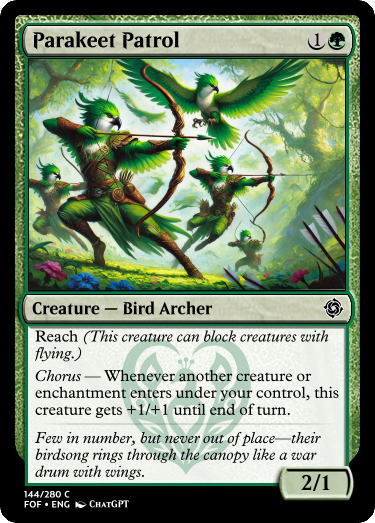 Parakeet Patrol 1
Creature — Bird Archer
Reach (This creature can block creatures with
flying.)
Chorus — Whenever another creature or
enchantment enters under your control, this
creature gets +1/+1 until end of turn.
Few in number, but never out of place—their
birdsong rings through the canopy like a war
drum with wings.
2/1
144/280 C
FOF • ENG ChatGPT